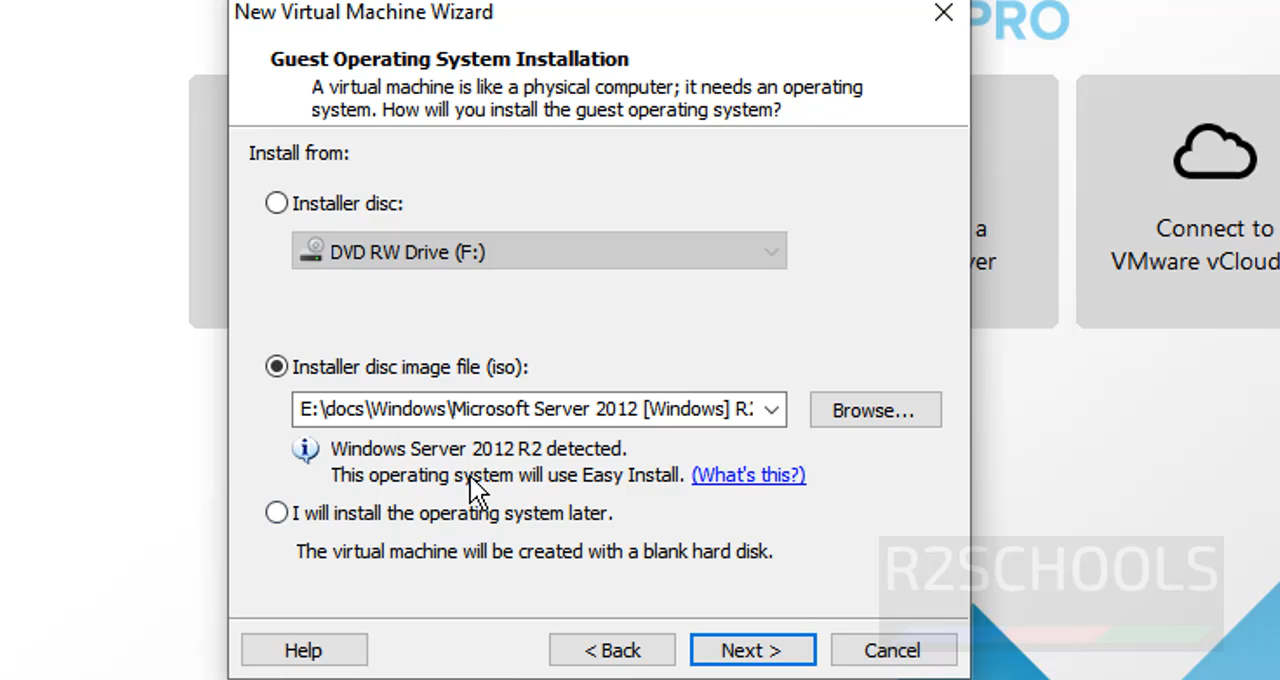 New Virtual Machine Wizard
PRO
Guest Operating System Installation
A virtual machine is like a physical computer; it needs an operating
system. How will you install the guest operating system?
Install from:
Installer disc:
DVD RW Drive (F:)
a
ver
Connect to
VMware vCloud
Installer disc image file (iso):
E:\docs\Windows\Microsoft Server 2012 [Windows] R2
Browse...
Windows Server 2012 R2 detected.
This operating system will use Easy Install. (What's this?)
I will install the operating system later.
The virtual machine will be created with a blank hard disk.
R2SCHOOLS
Help
< Back
Next >
Cancel